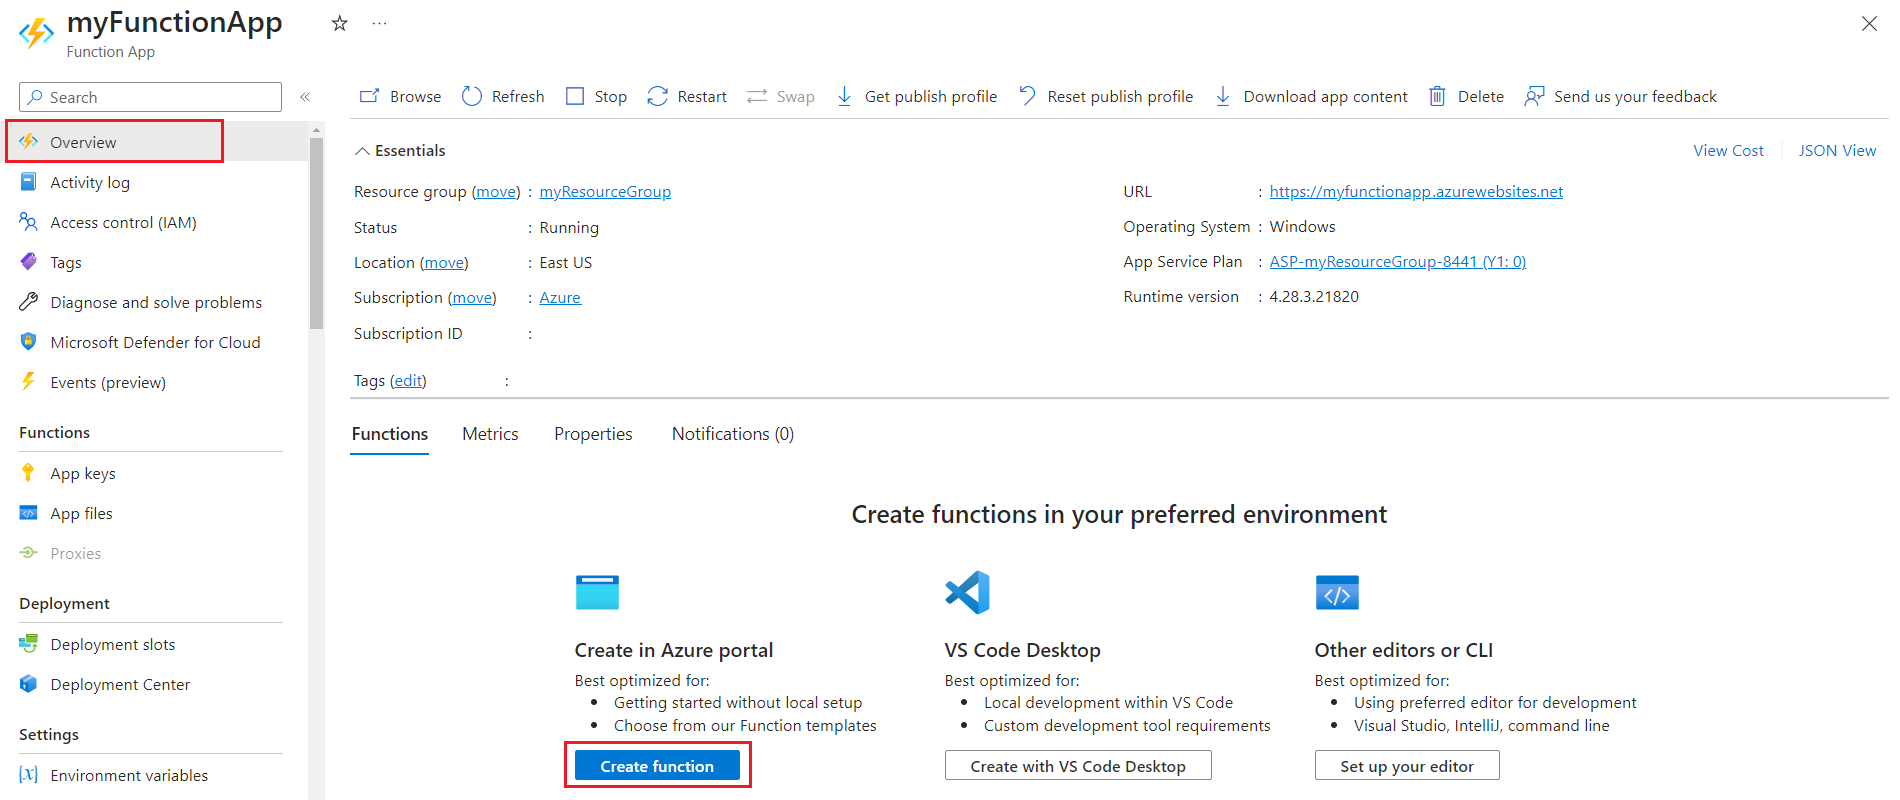 myFunctionApp
Function App
Search
Browse Refresh Stop Restart Swap Get publish profile Reset publish profile Download app content Delete Send us your feedback
Overview
Activity log
Access control (IAM)
Tags
Diagnose and solve problems
Microsoft Defender for Cloud
Events (preview)
Functions
App keys
App files
Proxies
Deployment
Deployment slots
Deployment Center
Settings
Environment variables
Essentials
View Cost JSON View
Resource group (move) : myResourceGroup
Status : Running
Location (move) : East US
Subscription (move) : Azure
Subscription ID :
Tags (edit) :
URL : https://myfunctionapp.azurewebsites.net
Operating System : Windows
App Service Plan : ASP-myResourceGroup-8441 (Y1: 0)
Runtime version : 4.28.3.21820
Functions Metrics Properties Notifications (0)
Create functions in your preferred environment
Create in Azure portal
Best optimized for:
• Getting started without local setup
• Choose from our Function templates
Create function
VS Code Desktop
Best optimized for:
• Local development within VS Code
• Custom development tool requirements
Create with VS Code Desktop
Other editors or CLI
Best optimized for:
• Using preferred editor for development
• Visual Studio, IntelliJ, command line
Set up your editor